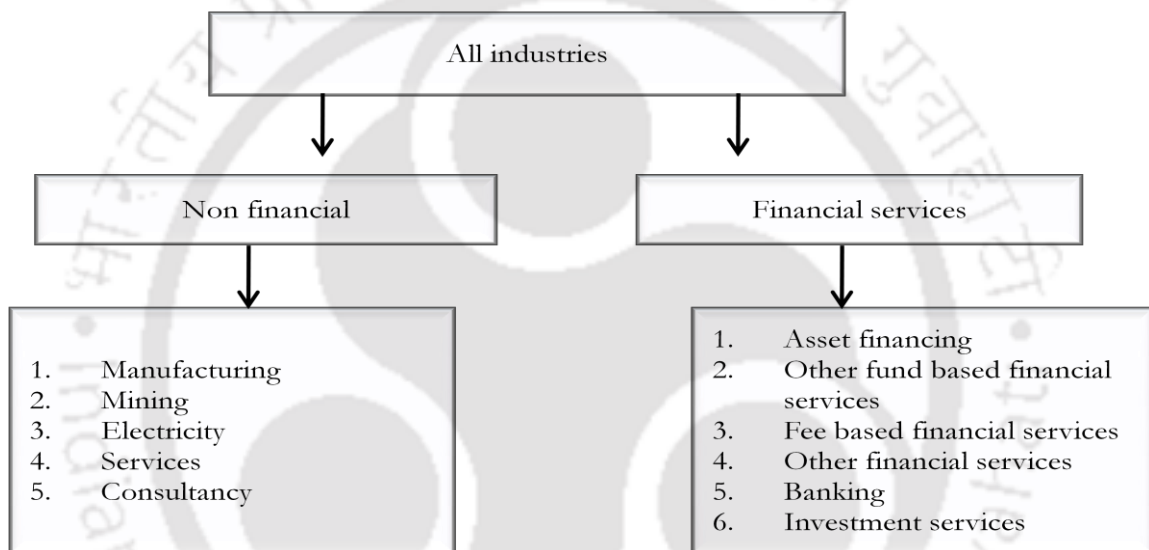 All industries
Non financial
Financial services
1. Manufacturing
2. Mining
3. Electricity
4. Services
5. Consultancy
1. Asset financing
2. Other fund based financial
services
3. Fee based financial services
4. Other financial services
5. Banking
6. Investment services